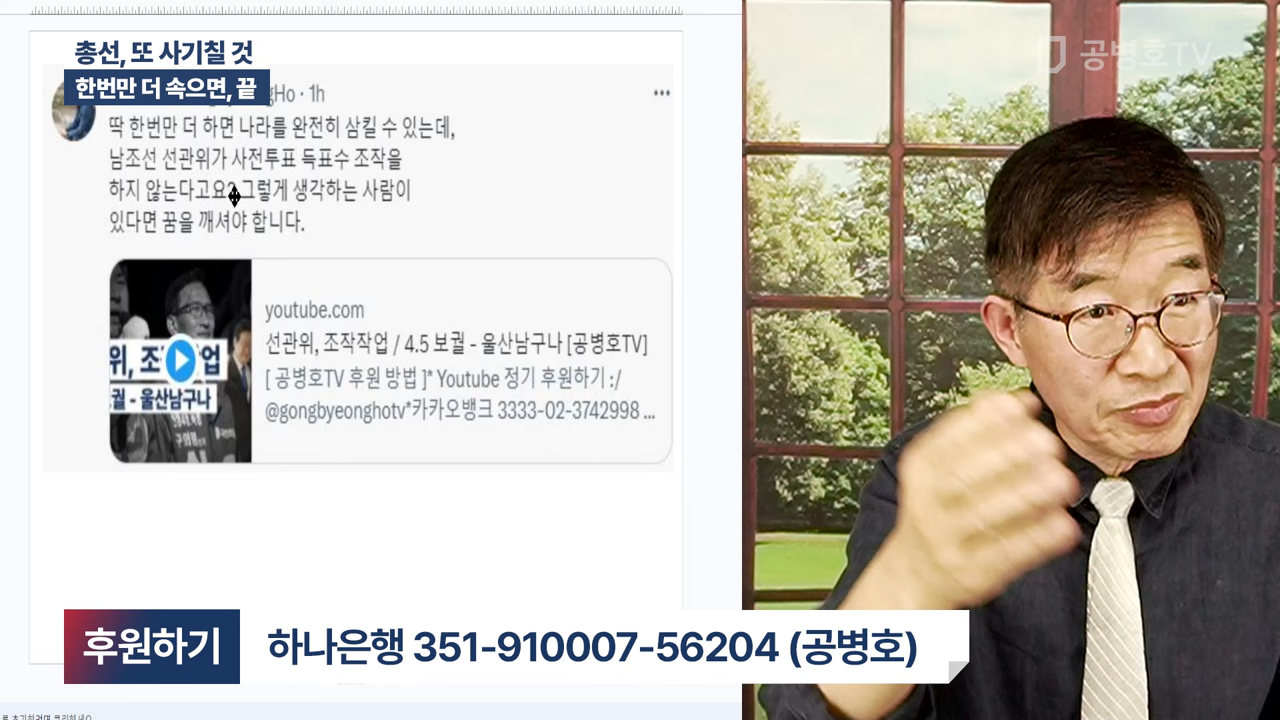 총선, 또 사기칠 것
한번만 더 속으면, 끝
공병호TV
gHo · 1h
딱 한번만 더 하면 나라를 완전히 삼킬 수 있는데,
남조선 선관위가 사전투표 득표수 조작을
하지 않는다고요? 그렇게 생각하는 사람이
있다면 꿈을 깨셔야 합니다.
youtube.com
선관위, 조작작업 / 4.5 보궐 - 울산남구나 [공병호TV]
[ 공병호TV 후원 방법 ]* Youtube 정기 후원하기 :/
@gongbyeonghotv*카카오뱅크 3333-02-3742998 ...
위, 조 업
궐 - 울산남구나
후원하기
하나은행 351-910007-56204 (공병호)